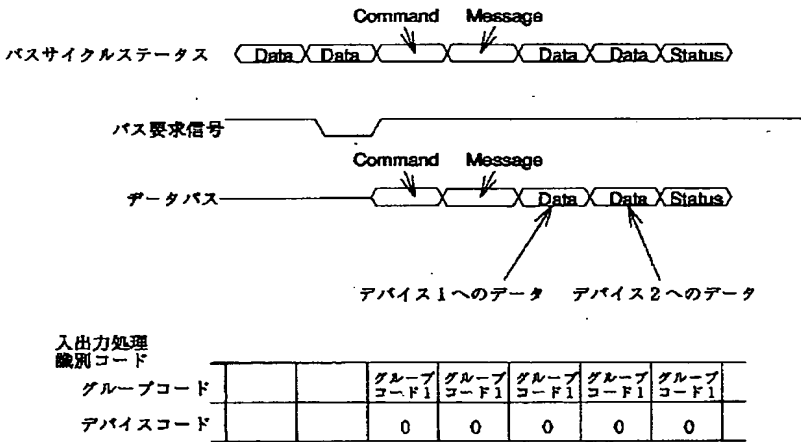 Command Message
バスサイクルステータス Data Data Data Data Status
バス要求信号
Command Message
データバス Data Data Status
デバイス1へのデータ デバイス2へのデータ
入出力処理
識別コード
グループコード グループコード1 グループコード1 グループコード1 グループコード1 グループコード1
デバイスコード 0 0 0 0 0